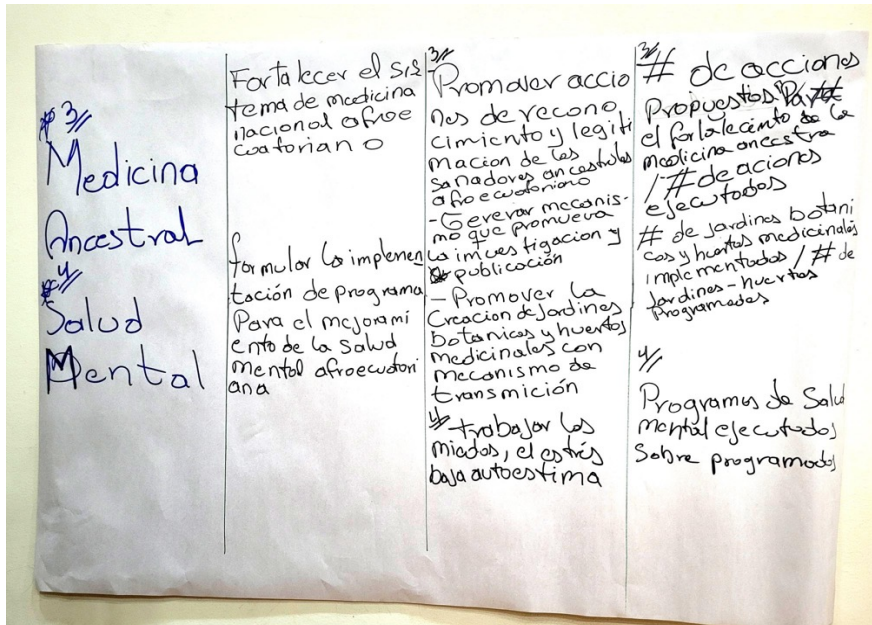 3//
Medicina
Ancestral
4//
Salud
Mental
Fortalecer el sis
tema de medicina
nacional afroe
cuatoriano
formular la implemen
tación de programa
Para el mejorami
ento de la salud
mental afroecuatori
ana
3//
Promover accio
nes de recono
cimiento y legiti
macion de los
sanadores ancestrales
afroecuatoriano
- Gererar mecanis-
mo que promueva
la investigacion y
publicación
- Promover la
Creacion de jardines
botanicos y huertos
medicinales con
mecanismo de
transmición
4// trabajar los
miedos, el estrés
baja autoestima
3//
# de acciones
Propuestos Para
el fortalecimto de la
medicina ancestra
/ # de aciones
ejecutados
# de jardines botani
cos y huertos medicinales
implementados / # de
jardines - huertos
Programados
4//
Programas de Salud
mental ejecutados
Sobre programados